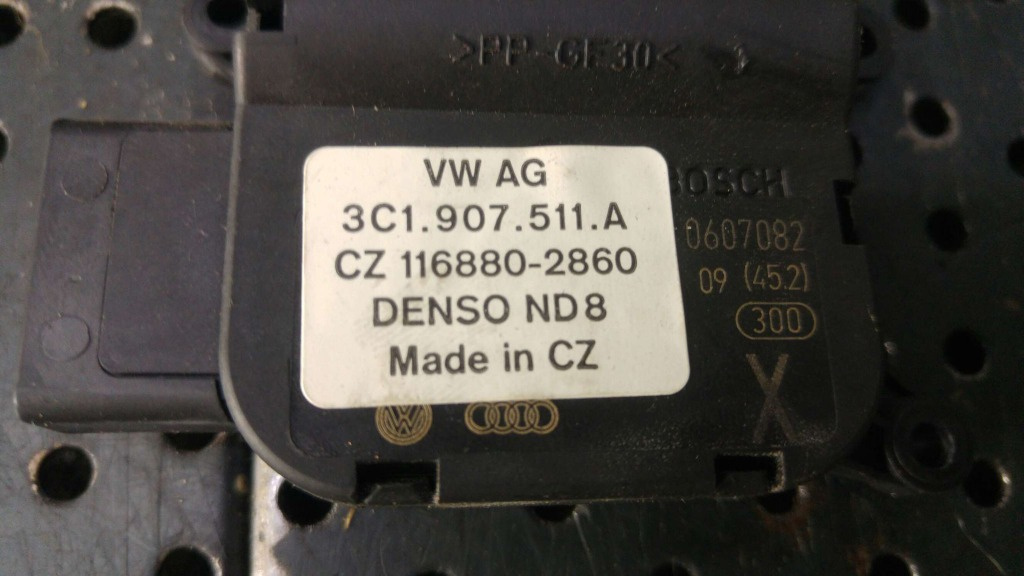 >PP-GF30<
VW AG
3C1.907.511.A
CZ 116880-2860
DENSO ND8
Made in CZ
BOSCH
0607082
09 (45.2)
300
X